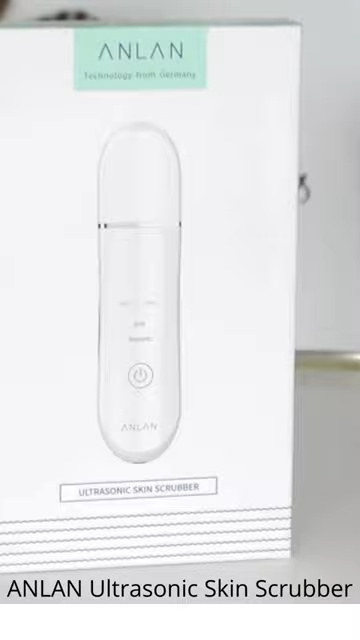 ANLAN
Technology from Germany
ANLAN
ULTRASONIC SKIN SCRUBBER
ANLAN Ultrasonic Skin Scrubber